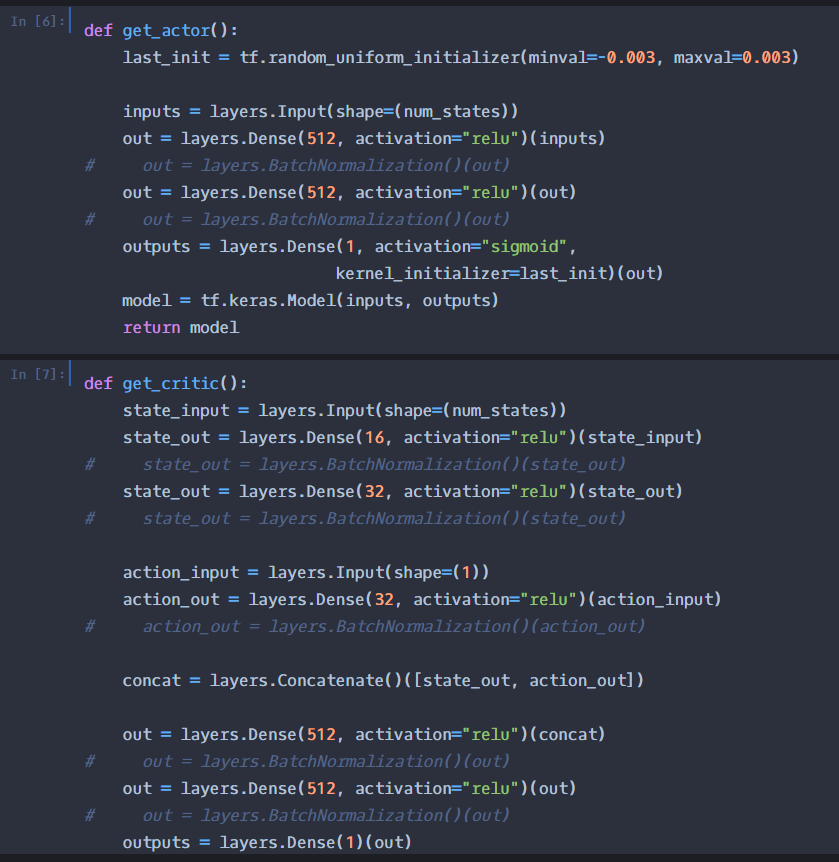 In [6]:
def get_actor():
    last_init = tf.random_uniform_initializer(minval=-0.003, maxval=0.003)

    inputs = layers.Input(shape=(num_states))
    out = layers.Dense(512, activation="relu")(inputs)
#     out = layers.BatchNormalization()(out)
    out = layers.Dense(512, activation="relu")(out)
#     out = layers.BatchNormalization()(out)
    outputs = layers.Dense(1, activation="sigmoid",
                          kernel_initializer=last_init)(out)
    model = tf.keras.Model(inputs, outputs)
    return model
In [7]:
def get_critic():
    state_input = layers.Input(shape=(num_states))
    state_out = layers.Dense(16, activation="relu")(state_input)
#     state_out = layers.BatchNormalization()(state_out)
    state_out = layers.Dense(32, activation="relu")(state_out)
#     state_out = layers.BatchNormalization()(state_out)

    action_input = layers.Input(shape=(1))
    action_out = layers.Dense(32, activation="relu")(action_input)
#     action_out = layers.BatchNormalization()(action_out)

    concat = layers.Concatenate()([state_out, action_out])

    out = layers.Dense(512, activation="relu")(concat)
#     out = layers.BatchNormalization()(out)
    out = layers.Dense(512, activation="relu")(out)
#     out = layers.BatchNormalization()(out)
    outputs = layers.Dense(1)(out)